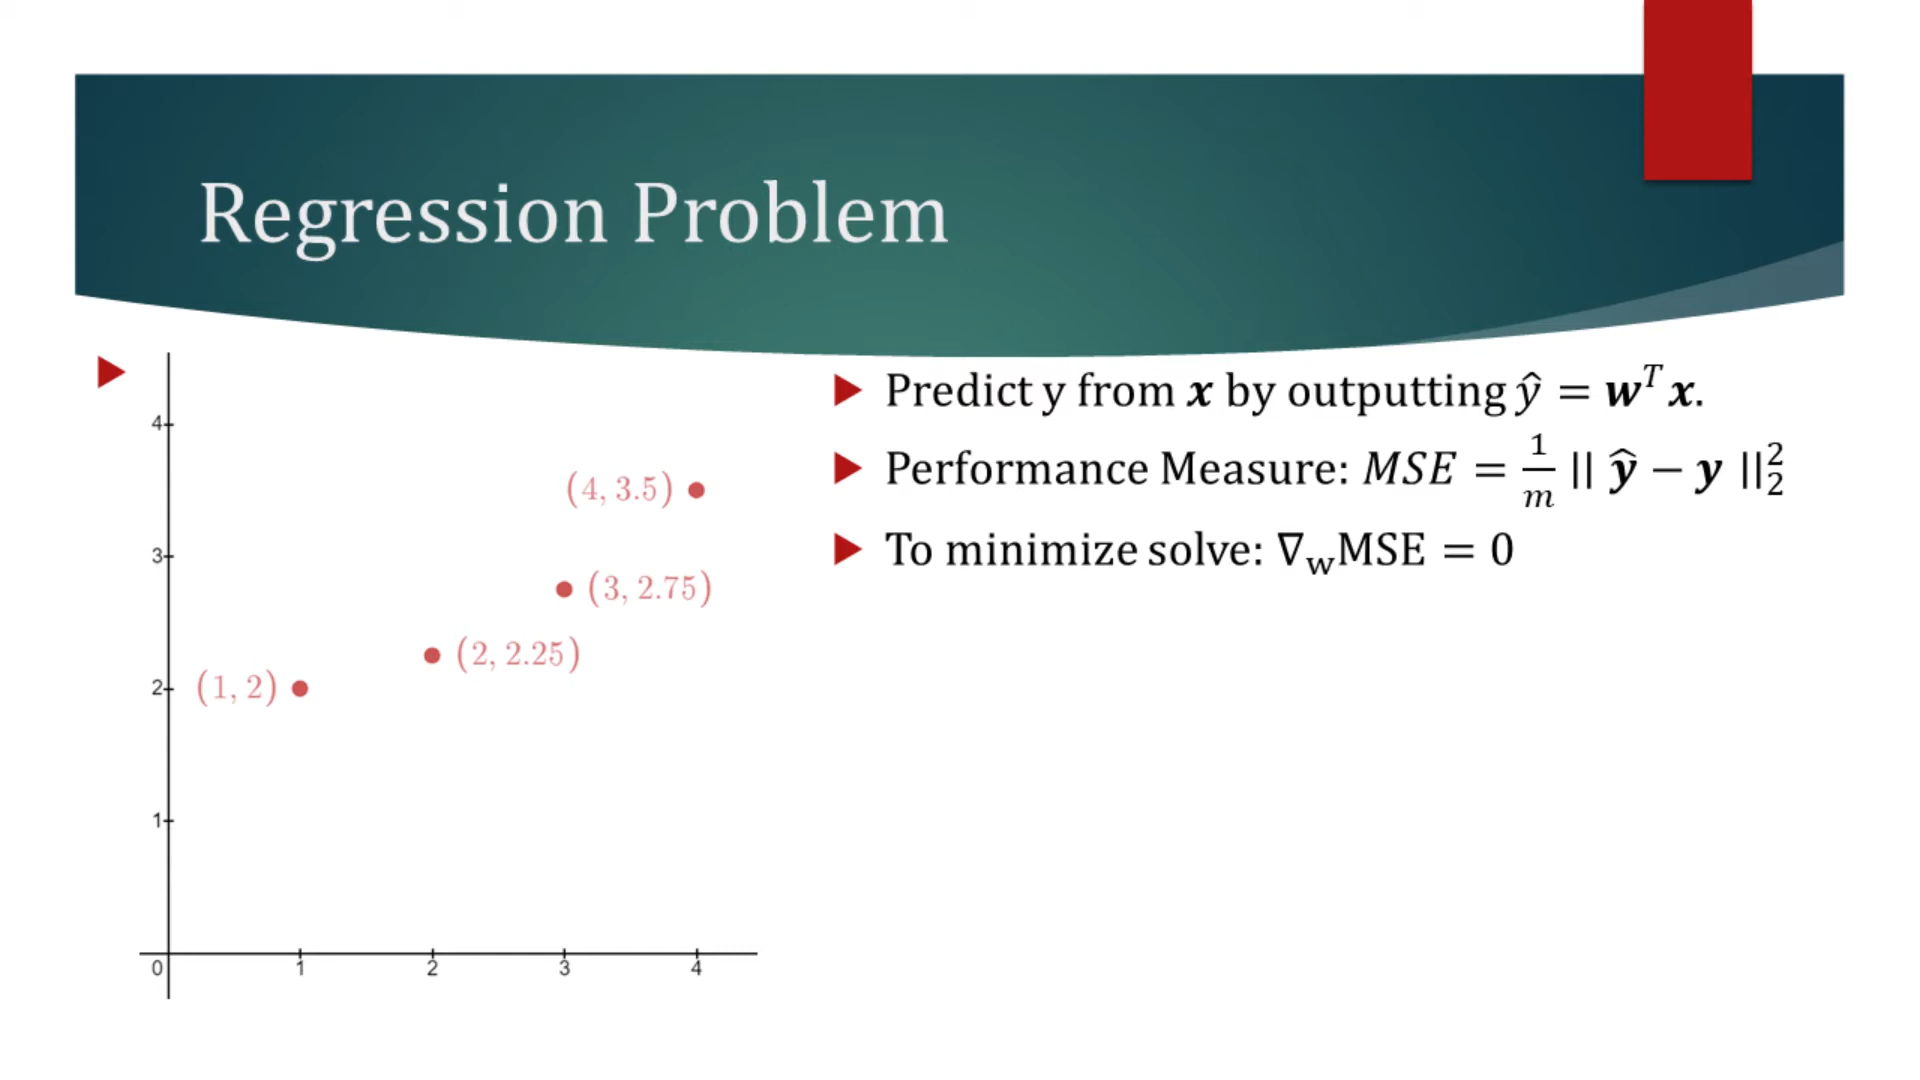 Regression Problem
4
3
2
1
0
1 2 3 4
(4, 3.5)
(3, 2.75)
(2, 2.25)
(1, 2)
Predict y from x by outputting ŷ = wᵀx.
Performance Measure: MSE = 1/m || ŷ − y ||₂²
To minimize solve: ∇wMSE = 0